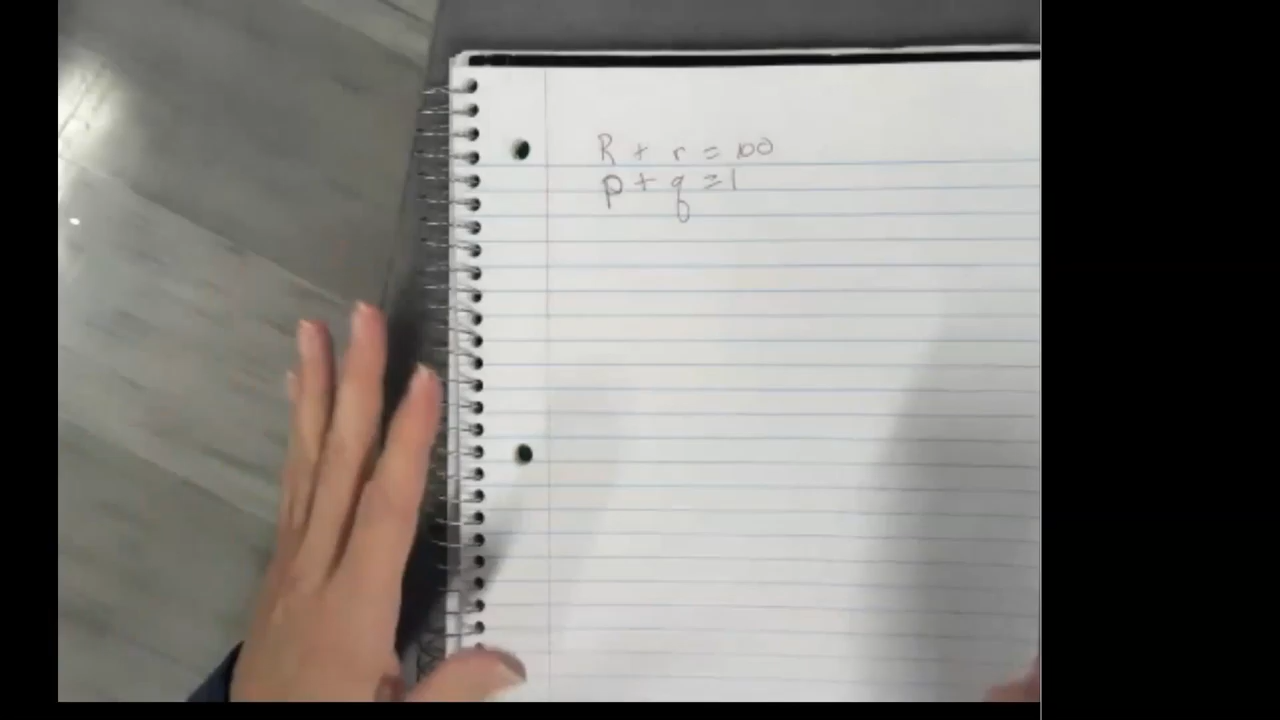 R + r = 100
p + q = 1